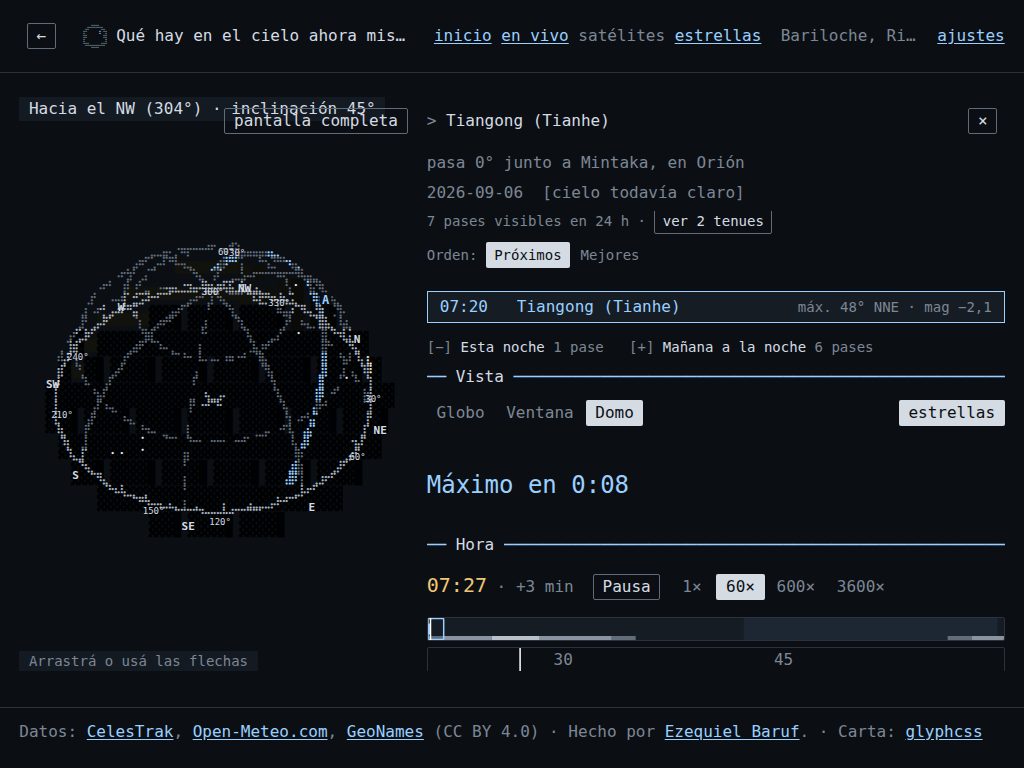 ← Qué hay en el cielo ahora mis… inicio en vivo satélites estrellas Bariloche, Ri… ajustes
Hacia el NW (304°) · inclinación 45°
pantalla completa
60°
NW
300°
330°
A
W
N
240°
SW
30°
210°
NE
60°
S
E
150°
SE
120°
Arrastrá o usá las flechas
> Tiangong (Tianhe) ×
pasa 0° junto a Mintaka, en Orión
2026-09-06 [cielo todavía claro]
7 pases visibles en 24 h · ver 2 tenues
Orden: Próximos Mejores
07:20 Tiangong (Tianhe) máx. 48° NNE · mag −2,1
[−] Esta noche 1 pase [+] Mañana a la noche 6 pases
Vista
Globo Ventana Domo estrellas
Máximo en 0:08
Hora
07:27 · +3 min Pausa 1× 60× 600× 3600×
30 45
Datos: CelesTrak, Open-Meteo.com, GeoNames (CC BY 4.0) · Hecho por Ezequiel Baruf. · Carta: glyphcss